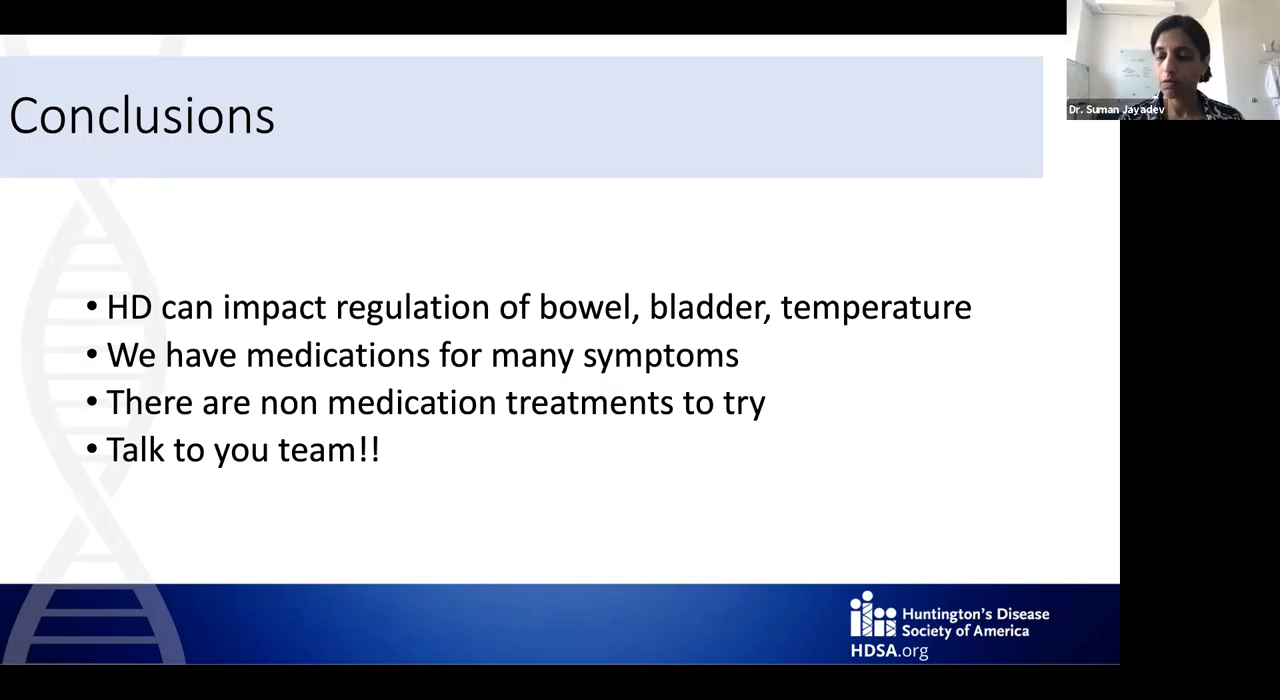 Conclusions
Dr. Suman Jayadev
• HD can impact regulation of bowel, bladder, temperature
• We have medications for many symptoms
• There are non medication treatments to try
• Talk to you team!!
Huntington's Disease
Society of America
HDSA.org